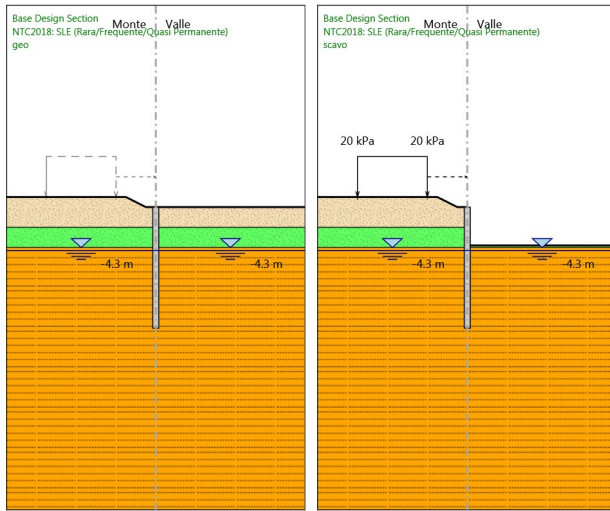 Base Design Section
Monte Valle
NTC2018: SLE (Rara/Frequente/Quasi Permanente)
geo
-4.3 m
-4.3 m
Base Design Section
Monte Valle
NTC2018: SLE (Rara/Frequente/Quasi Permanente)
scavo
20 kPa 20 kPa
-4.3 m
-4.3 m